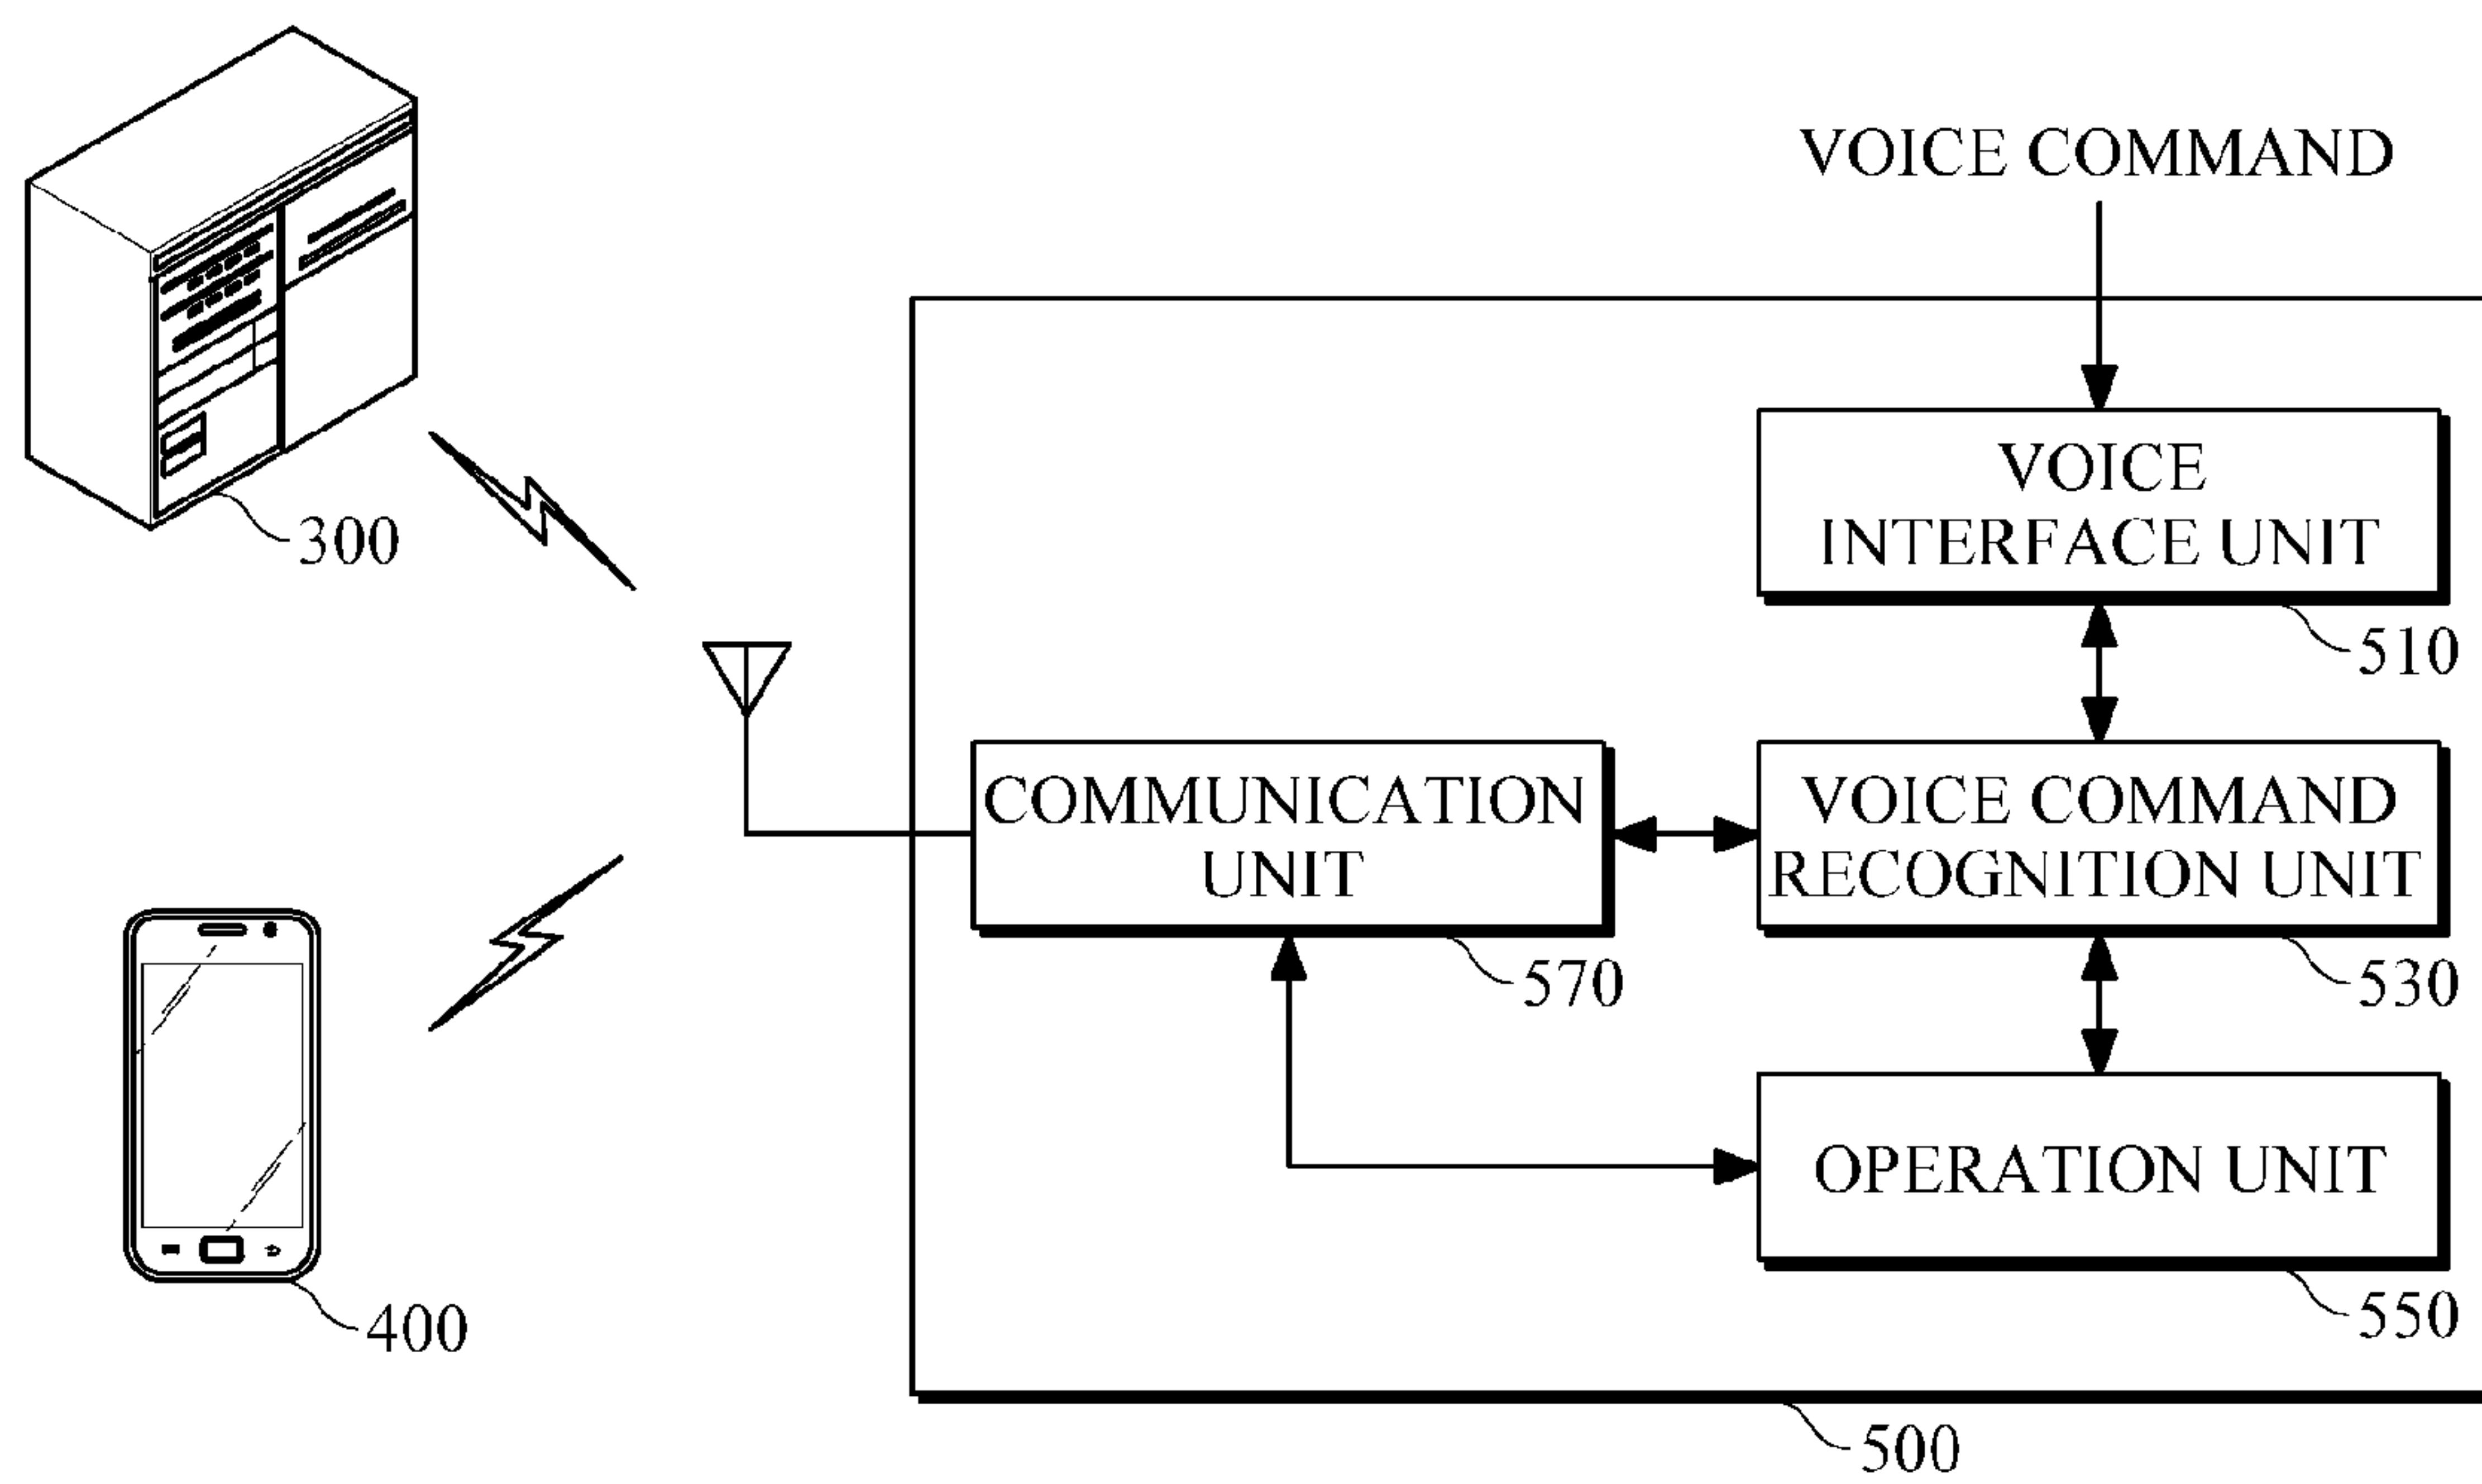 VOICE COMMAND
VOICE
INTERFACE UNIT
300
510
COMMUNICATION
UNIT
VOICE COMMAND
RECOGNITION UNIT
570
530
OPERATION UNIT
400
550
500